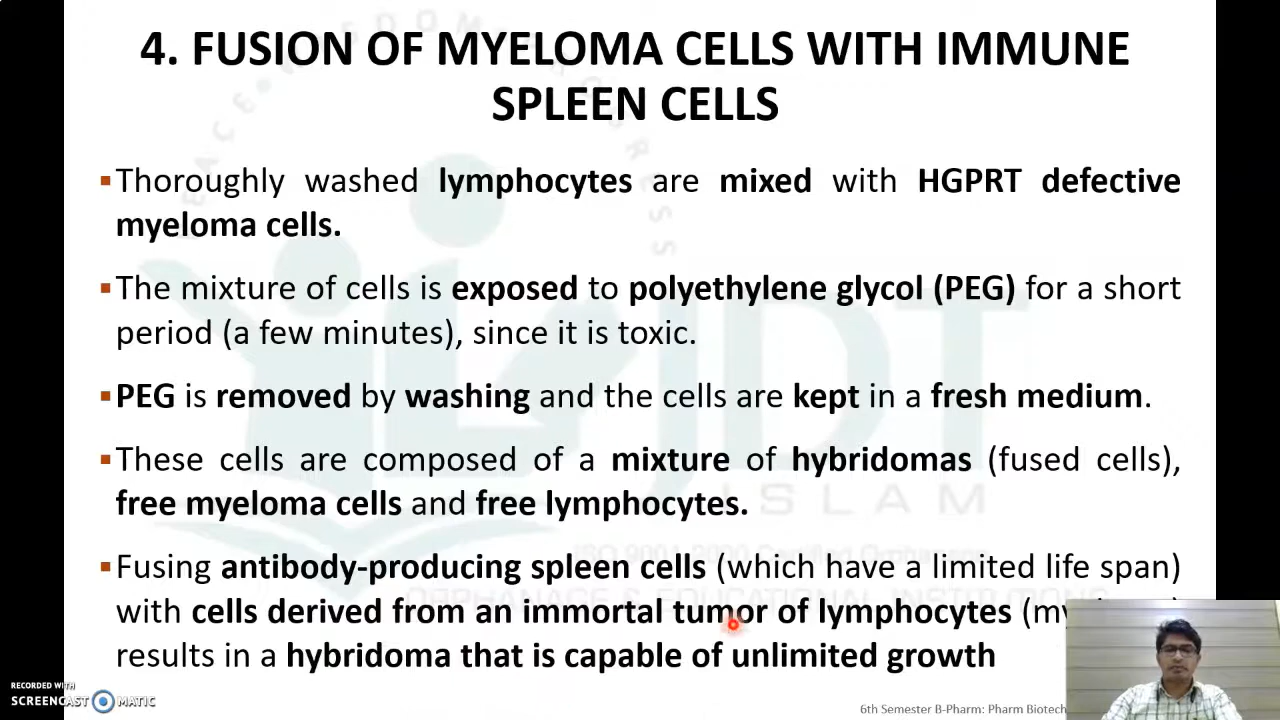 4. FUSION OF MYELOMA CELLS WITH IMMUNE
SPLEEN CELLS
▪Thoroughly washed lymphocytes are mixed with HGPRT defective
myeloma cells.
▪The mixture of cells is exposed to polyethylene glycol (PEG) for a short
period (a few minutes), since it is toxic.
▪PEG is removed by washing and the cells are kept in a fresh medium.
▪These cells are composed of a mixture of hybridomas (fused cells),
free myeloma cells and free lymphocytes.
▪Fusing antibody-producing spleen cells (which have a limited life span)
with cells derived from an immortal tumor of lymphocytes
results in a hybridoma that is capable of unlimited growth
JDT
ISLAM
RECORDED WITH
SCREENCAST MATIC
6th Semester B-Pharm: Pharm Biotech